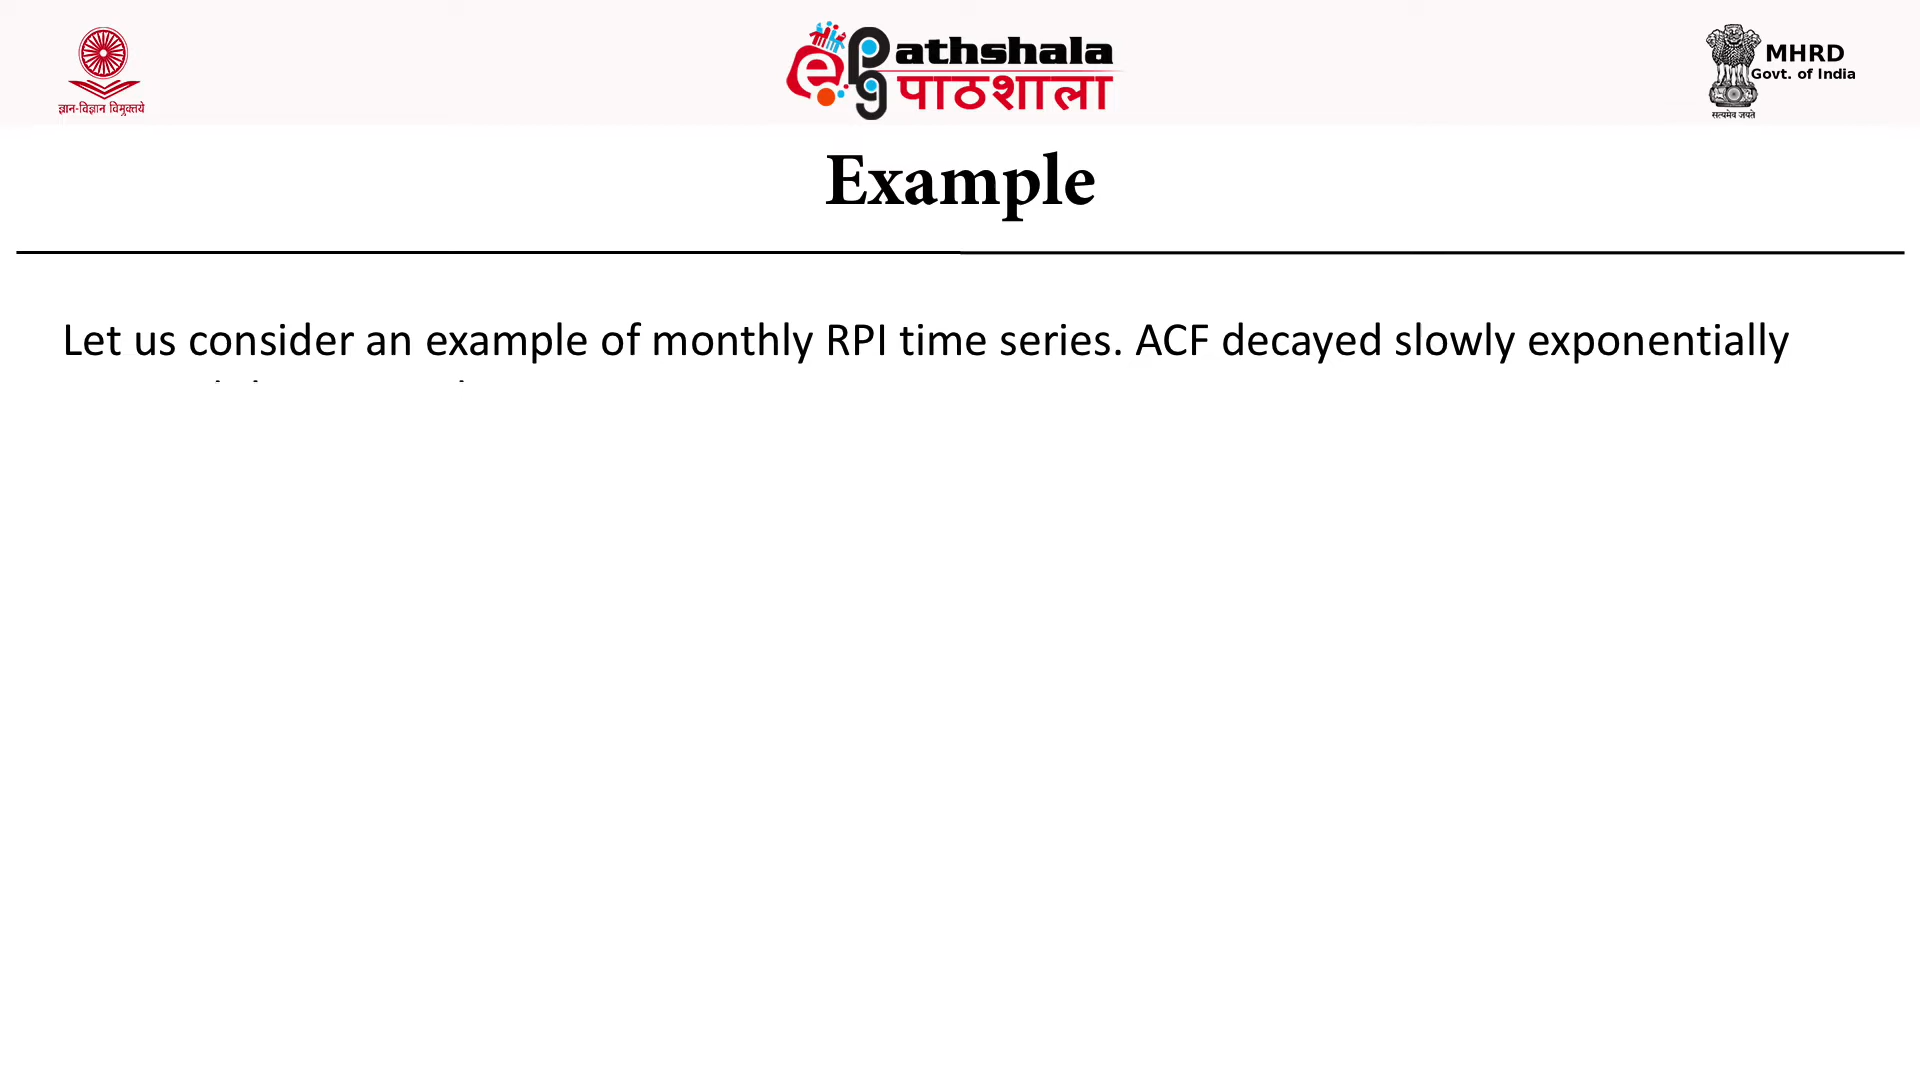 ज्ञान-विज्ञान विमुक्तये
e
pg
athshala
पाठशाला
MHRD
Govt. of India
सत्यमेव जयते
Example
Let us consider an example of monthly RPI time series. ACF decayed slowly exponentially